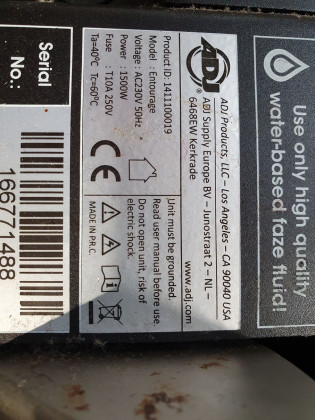 Use only high quality
water-based faze fluid!
ADJ
ADJ Products, LLC – Los Angeles – CA 90040 USA
ADJ Supply Europe BV – Junostraat 2 – NL –
6468EW Kerkrade
www.adj.com
Product ID: 1411100019
Model : Entourage
Voltage : AC230V 50Hz
Power : 1500W
Fuse : T10A 250V
Ta=40°C Tc=60°C
CE
Unit must be grounded.
Read user manual before use
Do not open unit, risk of
electric shock.
MADE IN P.R.C.
Serial
No.:
16671488